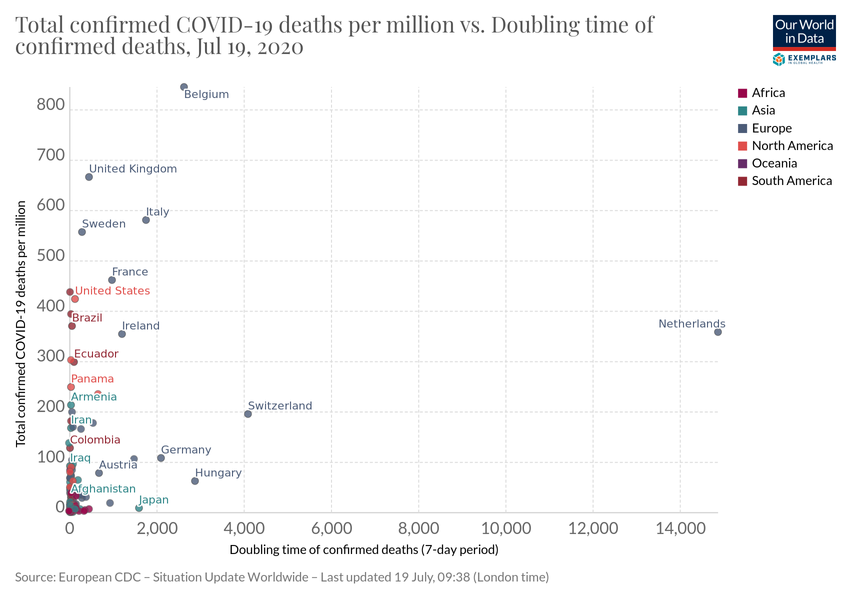 Total confirmed COVID-19 deaths per million vs. Doubling time of
confirmed deaths, Jul 19, 2020
Our World
in Data
EXEMPLARS
IN GLOBAL HEALTH
Africa
Asia
Europe
North America
Oceania
South America
Total confirmed COVID-19 deaths per million
800
700
600
500
400
300
200
100
0
Belgium
United Kingdom
Italy
Sweden
France
United States
Brazil
Ireland
Netherlands
Ecuador
Panama
Armenia
Switzerland
Iran
Colombia
Germany
Iraq
Austria
Hungary
Afghanistan
Japan
0
2,000
4,000
6,000
8,000
10,000
12,000
14,000
Doubling time of confirmed deaths (7-day period)
Source: European CDC – Situation Update Worldwide – Last updated 19 July, 09:38 (London time)